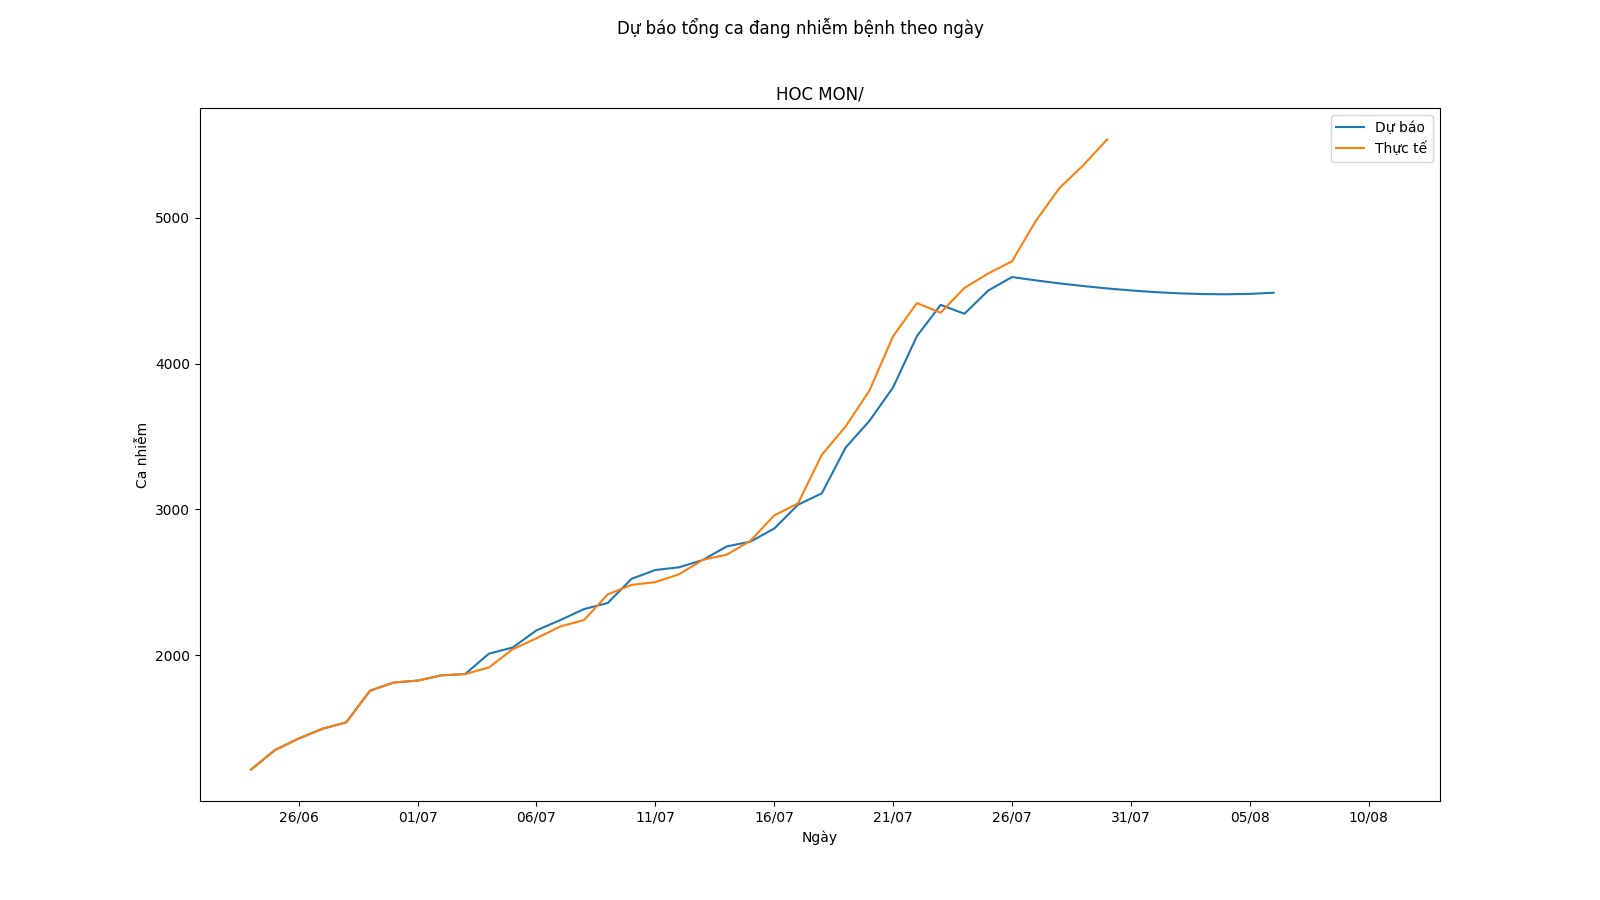 Dự báo tổng ca đang nhiễm bệnh theo ngày
HOC MON/
Dự báo
Thực tế
5000
4000
3000
2000
Ca nhiễm
26/06 01/07 06/07 11/07 16/07 21/07 26/07 31/07 05/08 10/08
Ngày